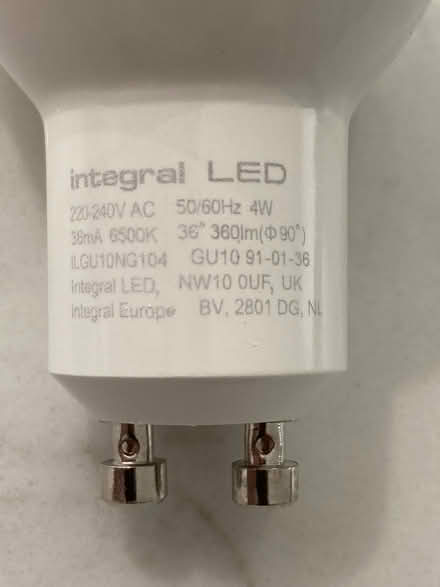 integral LED
220-240V AC 50/60Hz 4W
38mA 6500K 36° 360lm(Φ90°)
ILGU10NG104 GU10 91-01-36
Integral LED, NW10 0UF, UK
Integral Europe BV, 2801 DG, NL